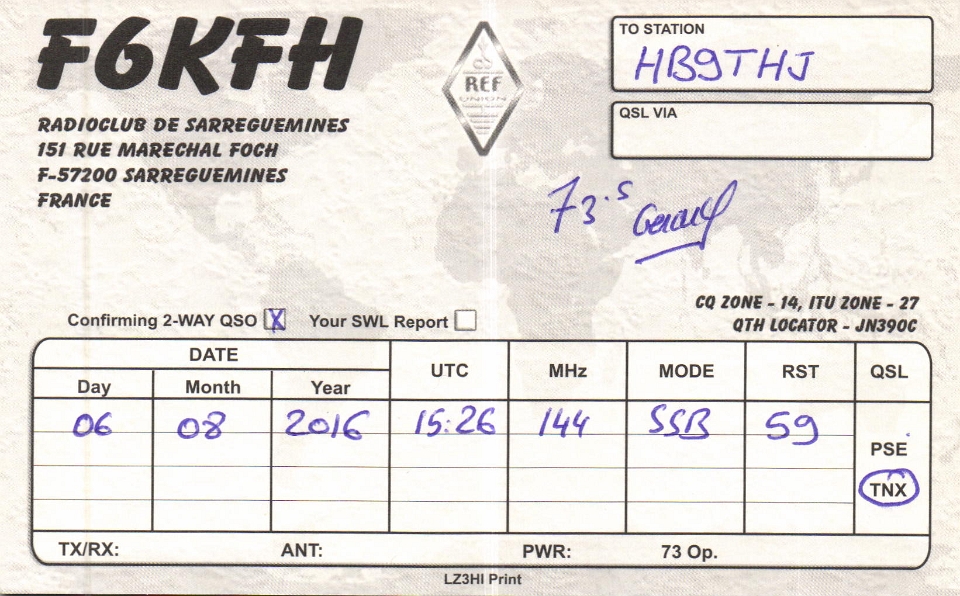 F6KFH
RADIOCLUB DE SARREGUEMINES
151 RUE MARECHAL FOCH
F-57200 SARREGUEMINES
FRANCE
REF
UNION
TO STATION
HB9THJ
QSL VIA
73's
CQ ZONE - 14, ITU ZONE - 27
QTH LOCATOR - JN39OC
Confirming 2-WAY QSO X Your SWL Report
DATE UTC MHz MODE RST QSL
Day Month Year
06 08 2016 15:26 144 SSB 59
PSE
TNX
TX/RX: ANT: PWR: 73 Op.
LZ3HI Print